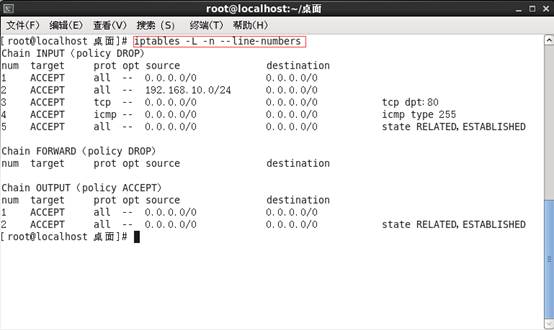 root@localhost:~/桌面
文件(F) 编辑(E) 查看(V) 搜索 (S) 终端(T) 帮助(H)
[root@localhost 桌面]# iptables -L -n --line-numbers
Chain INPUT (policy DROP)
num  target     prot opt source               destination
1    ACCEPT     all  --  0.0.0.0/0            0.0.0.0/0
2    ACCEPT     all  --  192.168.10.0/24      0.0.0.0/0
3    ACCEPT     tcp  --  0.0.0.0/0            0.0.0.0/0           tcp dpt:80
4    ACCEPT     icmp --  0.0.0.0/0            0.0.0.0/0           icmp type 255
5    ACCEPT     all  --  0.0.0.0/0            0.0.0.0/0           state RELATED,ESTABLISHED
Chain FORWARD (policy DROP)
num  target     prot opt source               destination
Chain OUTPUT (policy ACCEPT)
num  target     prot opt source               destination
1    ACCEPT     all  --  0.0.0.0/0            0.0.0.0/0
2    ACCEPT     all  --  0.0.0.0/0            0.0.0.0/0           state RELATED,ESTABLISHED
[root@localhost 桌面]#